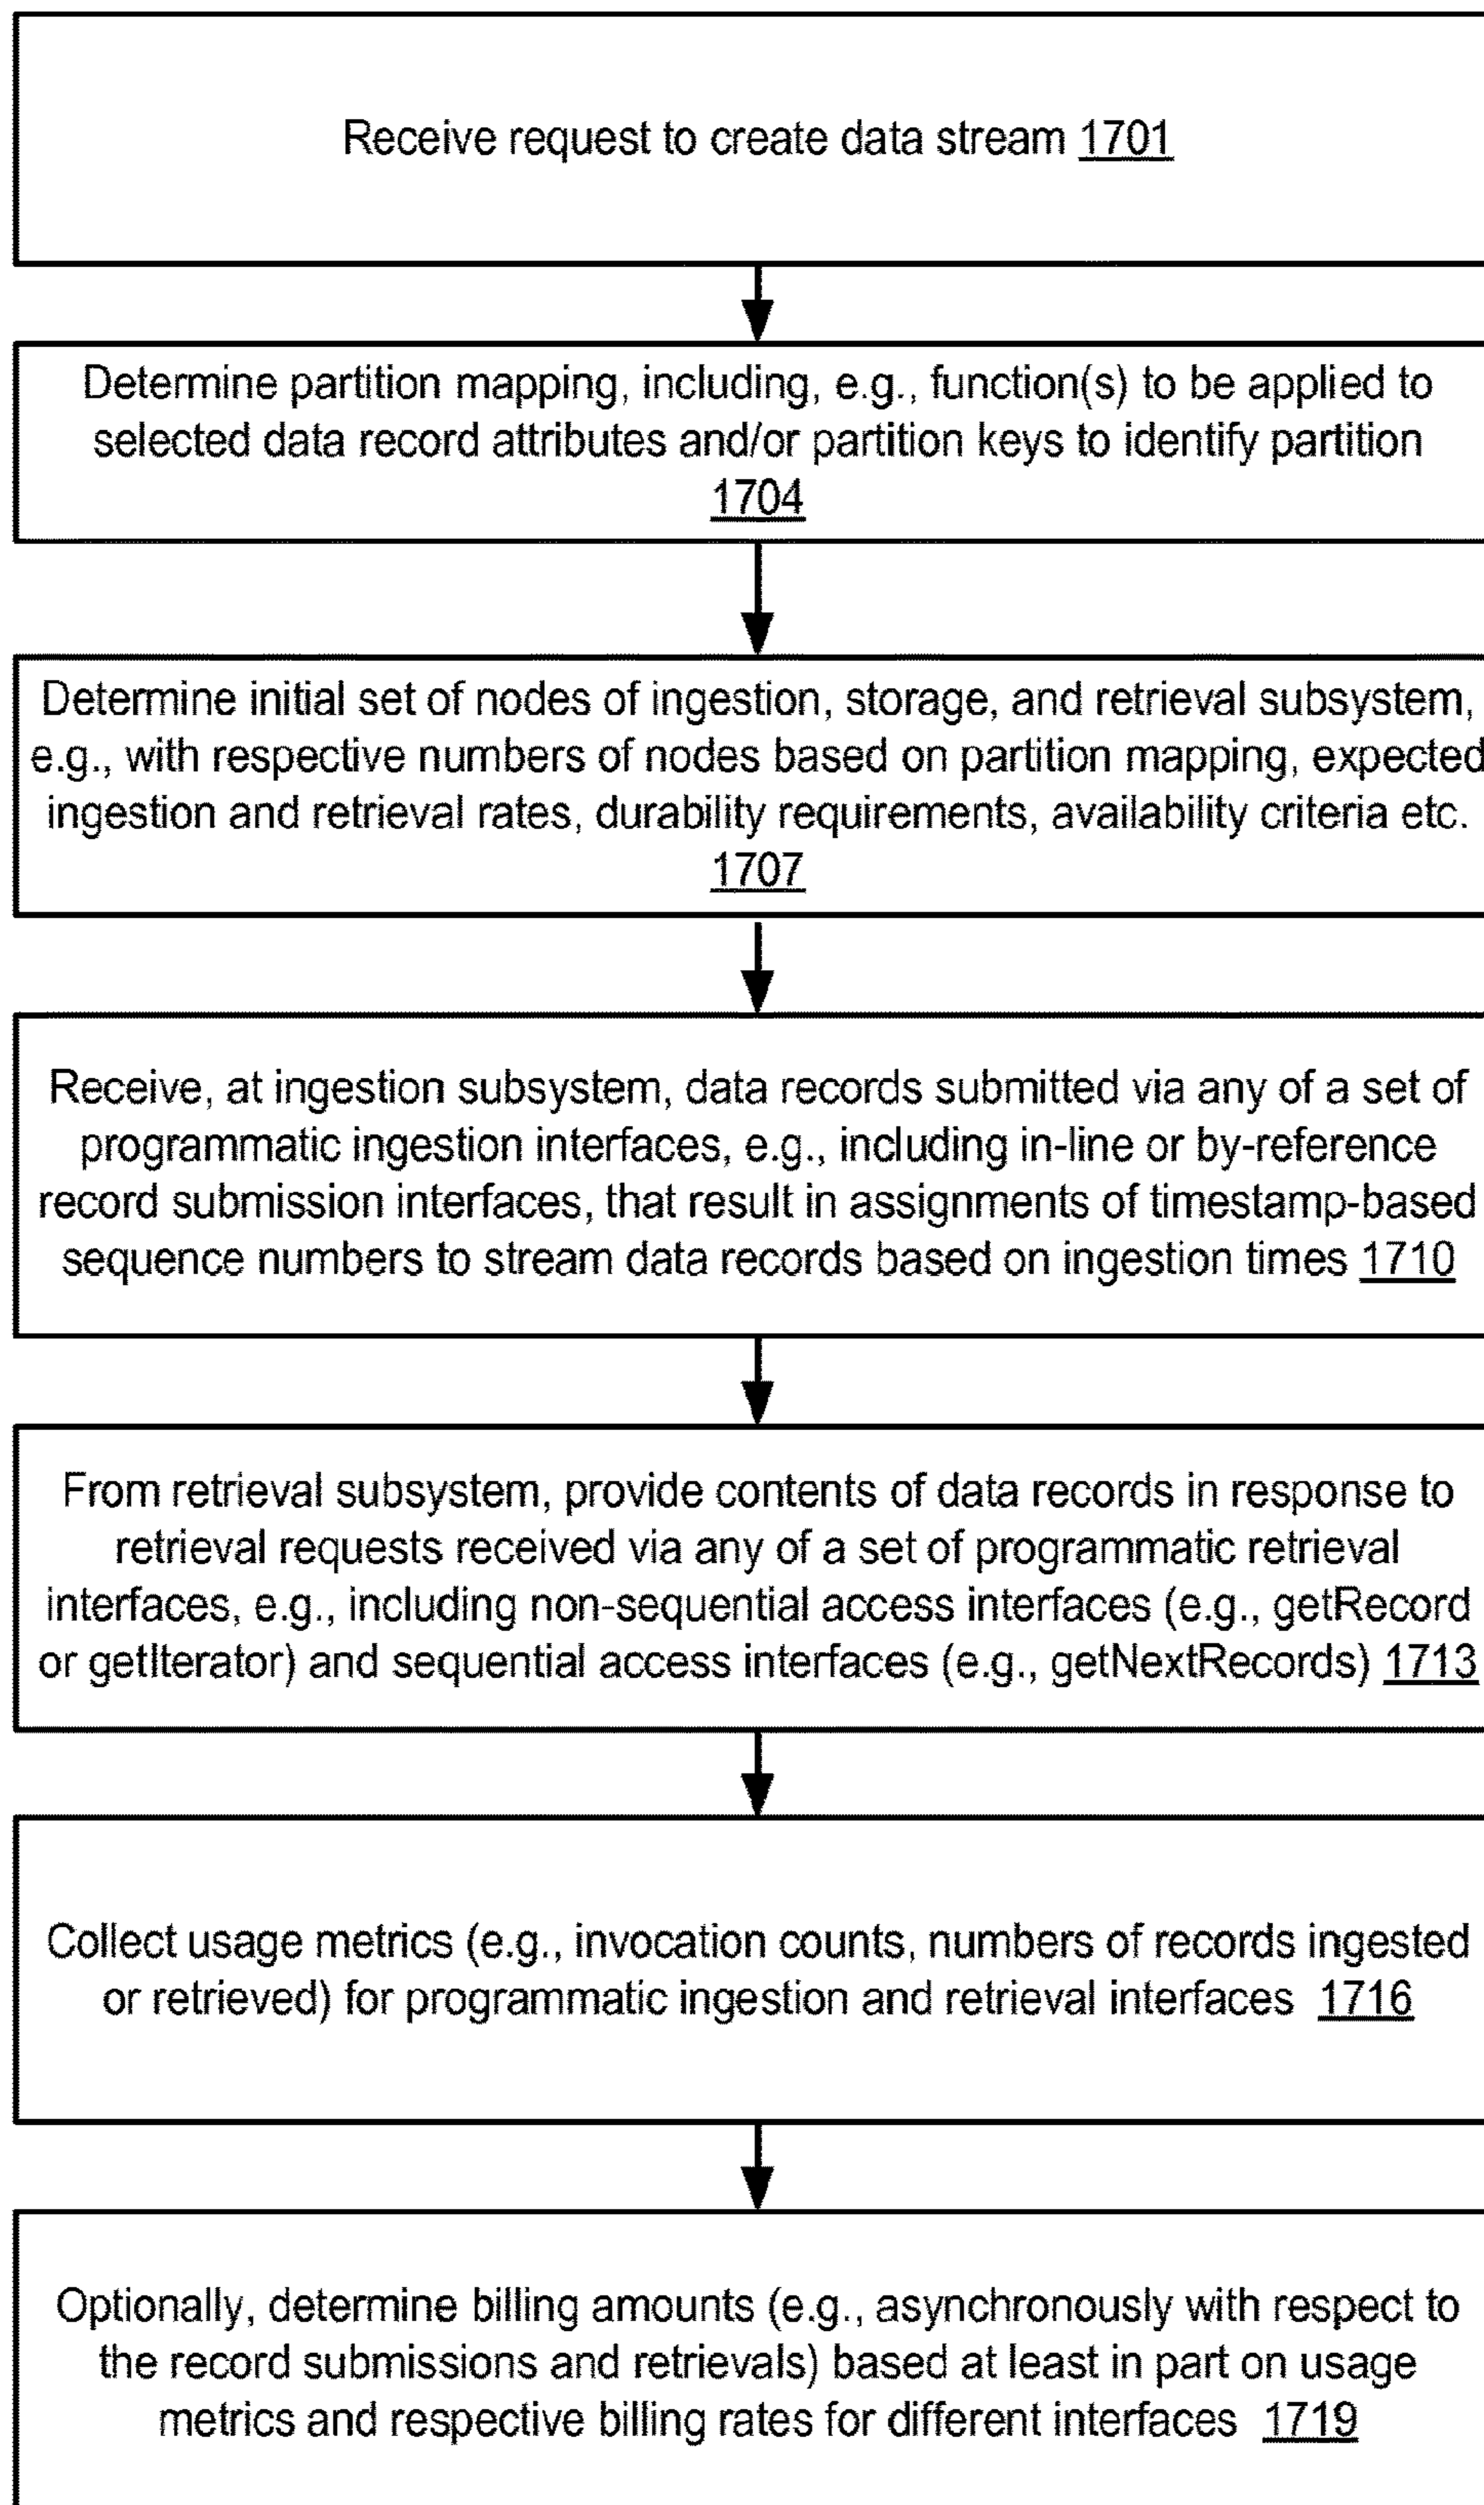 Receive request to create data stream 1701
Determine partition mapping, including, e.g., function(s) to be applied to
selected data record attributes and/or partition keys to identify partition
1704
Determine initial set of nodes of ingestion, storage, and retrieval subsystem,
e.g., with respective numbers of nodes based on partition mapping, expected
ingestion and retrieval rates, durability requirements, availability criteria etc.
1707
Receive, at ingestion subsystem, data records submitted via any of a set of
programmatic ingestion interfaces, e.g., including in-line or by-reference
record submission interfaces, that result in assignments of timestamp-based
sequence numbers to stream data records based on ingestion times 1710
From retrieval subsystem, provide contents of data records in response to
retrieval requests received via any of a set of programmatic retrieval
interfaces, e.g., including non-sequential access interfaces (e.g., getRecord
or getIterator) and sequential access interfaces (e.g., getNextRecords) 1713
Collect usage metrics (e.g., invocation counts, numbers of records ingested
or retrieved) for programmatic ingestion and retrieval interfaces 1716
Optionally, determine billing amounts (e.g., asynchronously with respect to
the record submissions and retrievals) based at least in part on usage
metrics and respective billing rates for different interfaces 1719